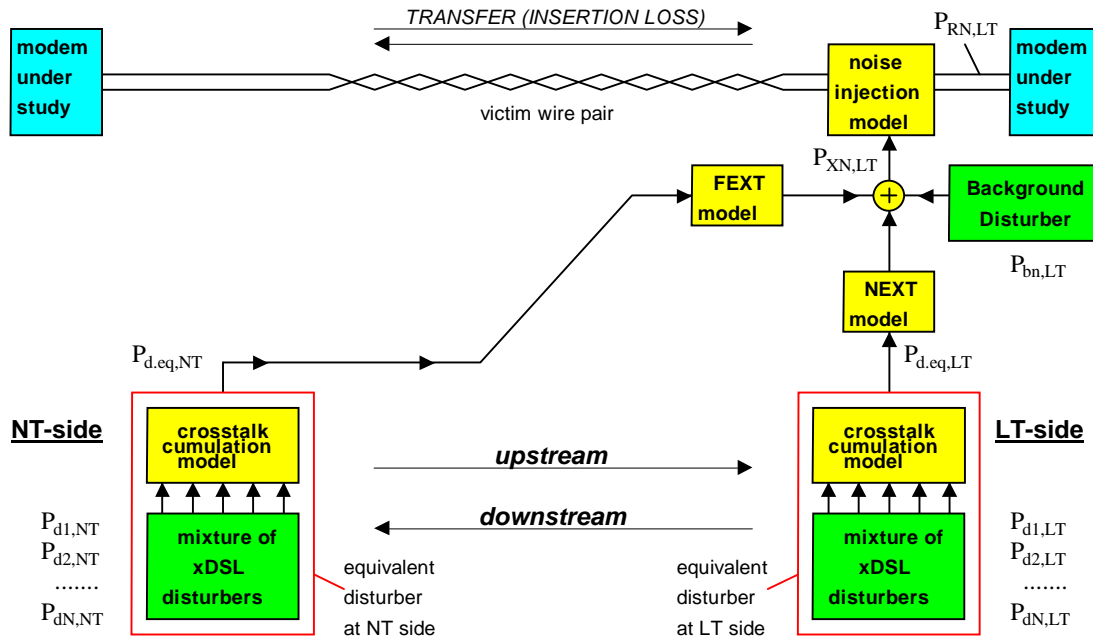 TRANSFER (INSERTION LOSS)
modem
under
study
victim wire pair
noise
injection
model
P_RN,LT
modem
under
study
P_XN,LT
FEXT
model
+
Background
Disturber
P_bn,LT
NEXT
model
P_d.eq,NT
P_d.eq,LT
NT-side
crosstalk
cumulation
model
upstream
crosstalk
cumulation
model
LT-side
downstream
P_d1,NT
P_d2,NT
.......
P_dN,NT
mixture of
xDSL
disturbers
equivalent
disturber
at NT side
equivalent
disturber
at LT side
mixture of
xDSL
disturbers
P_d1,LT
P_d2,LT
.......
P_dN,LT